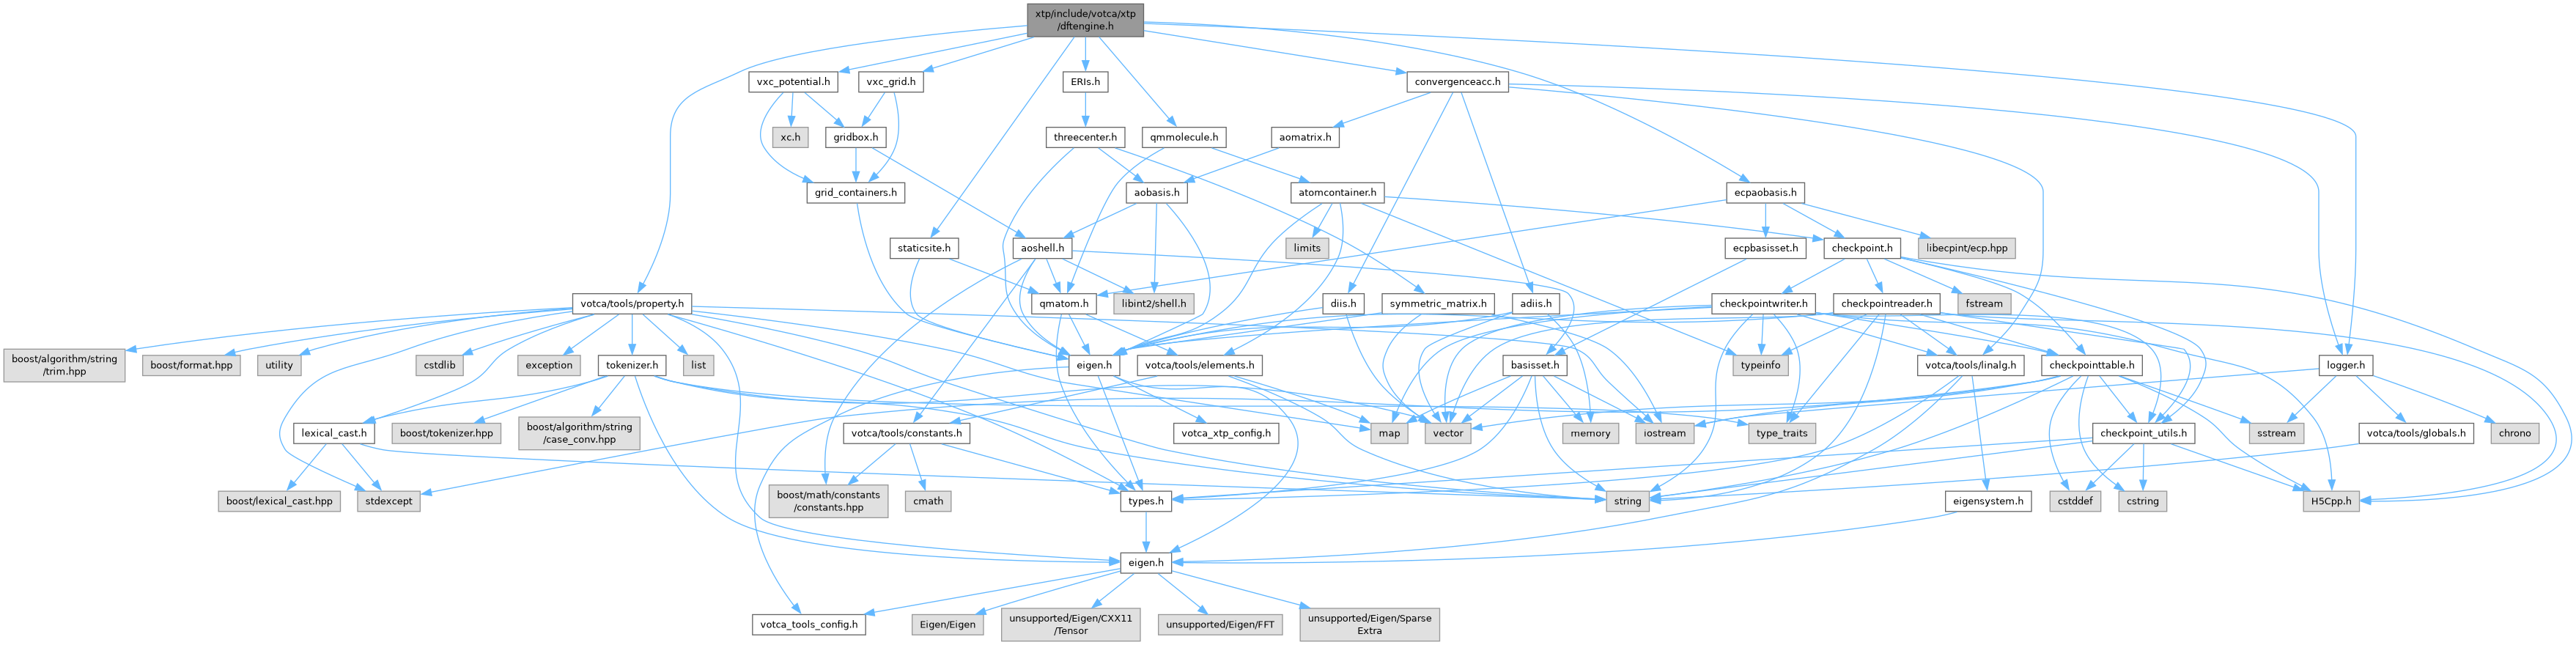 xtp/include/votca/xtp
/dftengine.h
vxc_potential.h
vxc_grid.h
ERIs.h
convergenceacc.h
xc.h
gridbox.h
threecenter.h
qmmolecule.h
aomatrix.h
grid_containers.h
aobasis.h
atomcontainer.h
ecpaobasis.h
staticsite.h
aoshell.h
limits
ecpbasisset.h
checkpoint.h
libecpint/ecp.hpp
votca/tools/property.h
qmatom.h
libint2/shell.h
diis.h
symmetric_matrix.h
adiis.h
checkpointwriter.h
checkpointreader.h
fstream
boost/algorithm/string
/trim.hpp
boost/format.hpp
utility
cstdlib
exception
tokenizer.h
list
eigen.h
votca/tools/elements.h
basisset.h
typeinfo
votca/tools/linalg.h
checkpointtable.h
logger.h
lexical_cast.h
boost/tokenizer.hpp
boost/algorithm/string
/case_conv.hpp
votca/tools/constants.h
votca_xtp_config.h
map
vector
memory
iostream
type_traits
checkpoint_utils.h
sstream
votca/tools/globals.h
chrono
boost/lexical_cast.hpp
stdexcept
boost/math/constants
/constants.hpp
cmath
types.h
string
eigensystem.h
cstddef
cstring
H5Cpp.h
eigen.h
votca_tools_config.h
Eigen/Eigen
unsupported/Eigen/CXX11
/Tensor
unsupported/Eigen/FFT
unsupported/Eigen/Sparse
Extra